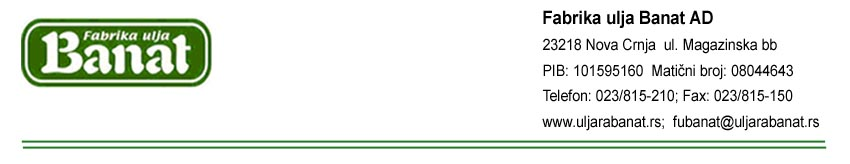 Fabrika ulja
Banat
Fabrika ulja Banat AD
23218 Nova Crnja ul. Magazinska bb
PIB: 101595160 Matični broj: 08044643
Telefon: 023/815-210; Fax: 023/815-150
www.uljarabanat.rs; fubanat@uljarabanat.rs